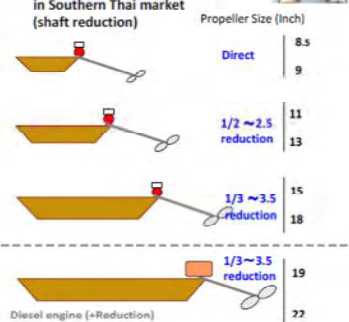 in Southern Thai market
(shaft reduction)
Propeller Size (Inch)
Direct
8.5
9
1/2 ~2.5
reduction
11
13
1/3 ~3.5
reduction
15
18
1/3~3.5
reduction
19
22
Diesel engine (+Reduction)